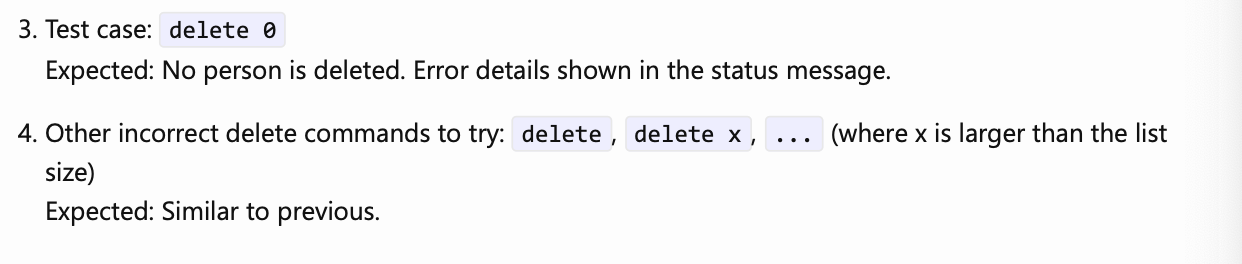 3. Test case: delete 0
Expected: No person is deleted. Error details shown in the status message.
4. Other incorrect delete commands to try: delete, delete x, ... (where x is larger than the list
size)
Expected: Similar to previous.